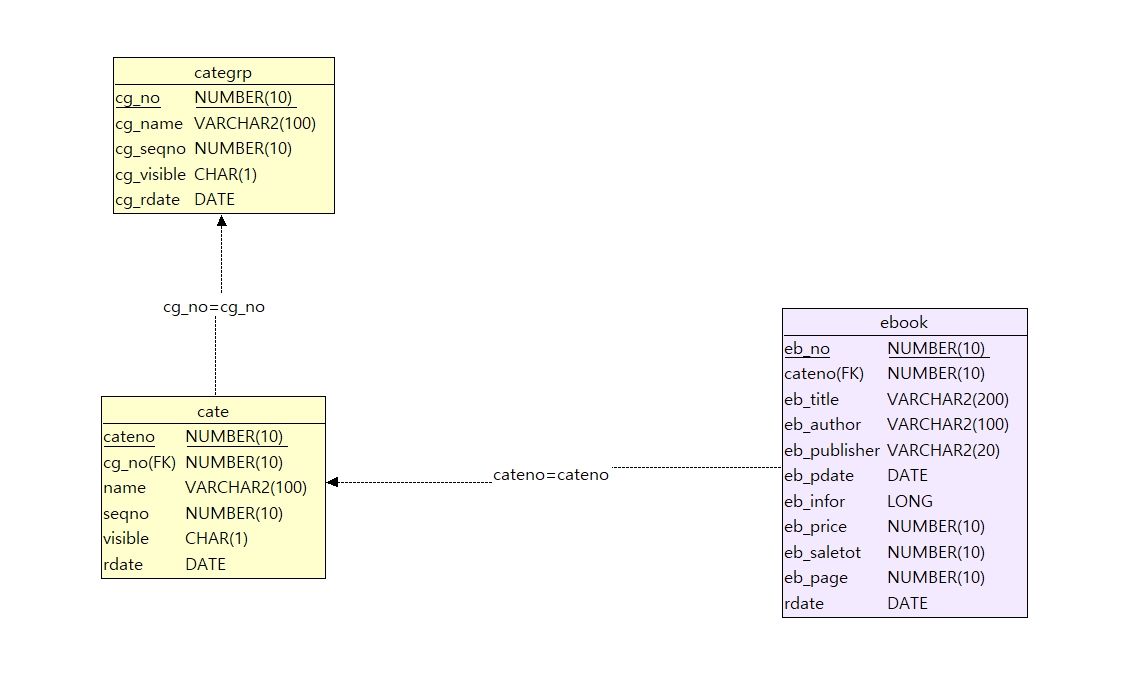 categrp
cg_no NUMBER(10)
cg_name VARCHAR2(100)
cg_seqno NUMBER(10)
cg_visible CHAR(1)
cg_rdate DATE
cg_no=cg_no
cate
cateno NUMBER(10)
cg_no(FK) NUMBER(10)
name VARCHAR2(100)
seqno NUMBER(10)
visible CHAR(1)
rdate DATE
cateno=cateno
ebook
eb_no NUMBER(10)
cateno(FK) NUMBER(10)
eb_title VARCHAR2(200)
eb_author VARCHAR2(100)
eb_publisher VARCHAR2(20)
eb_pdate DATE
eb_infor LONG
eb_price NUMBER(10)
eb_saletot NUMBER(10)
eb_page NUMBER(10)
rdate DATE